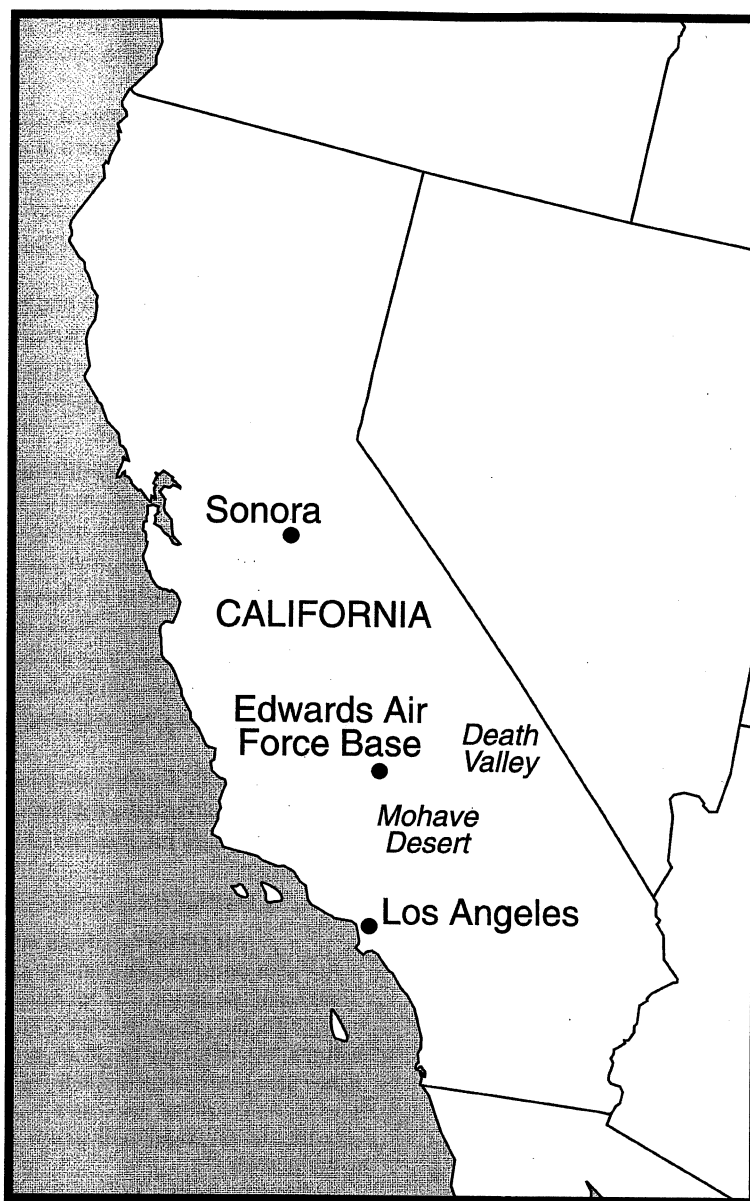 Sonora
CALIFORNIA
Edwards Air
Force Base
Death
Valley
Mohave
Desert
Los Angeles